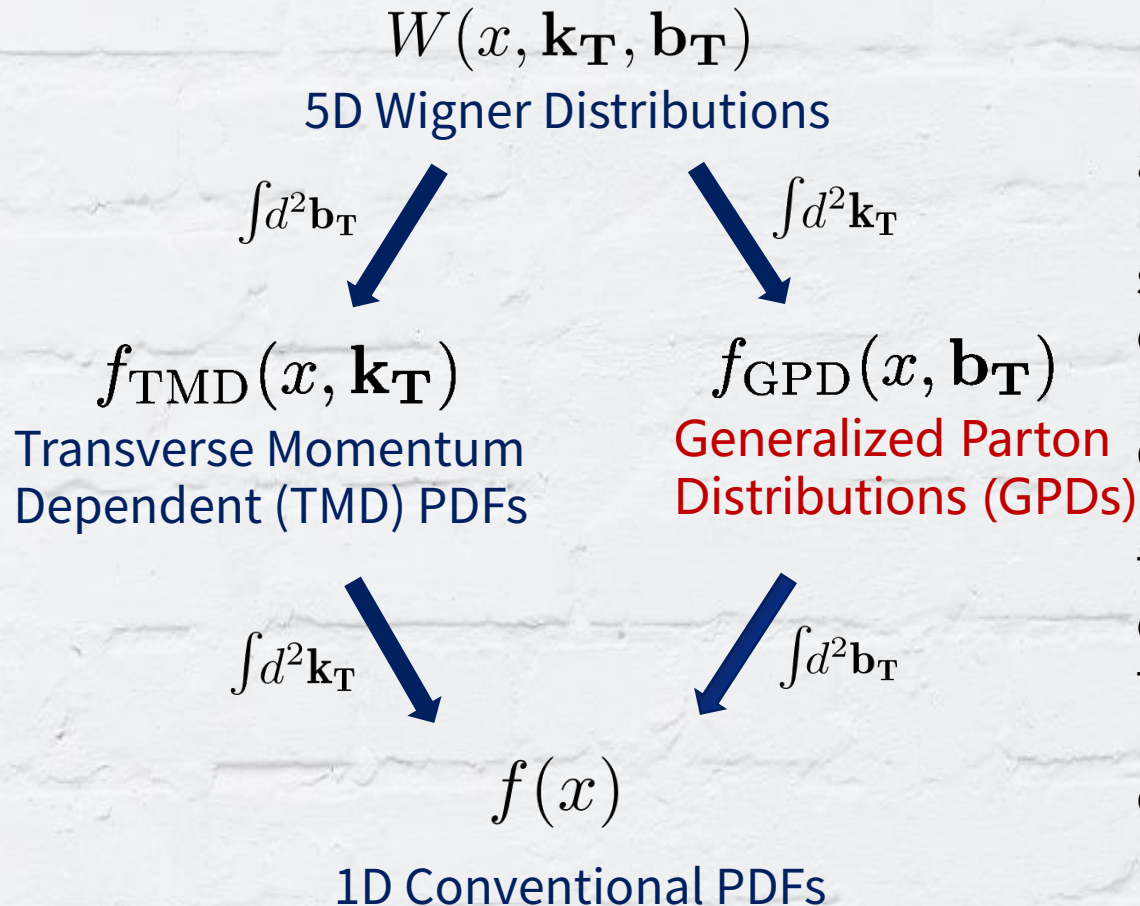 W(x, k_T, b_T)
5D Wigner Distributions
∫d²b_T
∫d²k_T
f_TMD(x, k_T)
f_GPD(x, b_T)
Transverse Momentum
Dependent (TMD) PDFs
Generalized Parton
Distributions (GPDs)
∫d²k_T
∫d²b_T
f(x)
1D Conventional PDFs